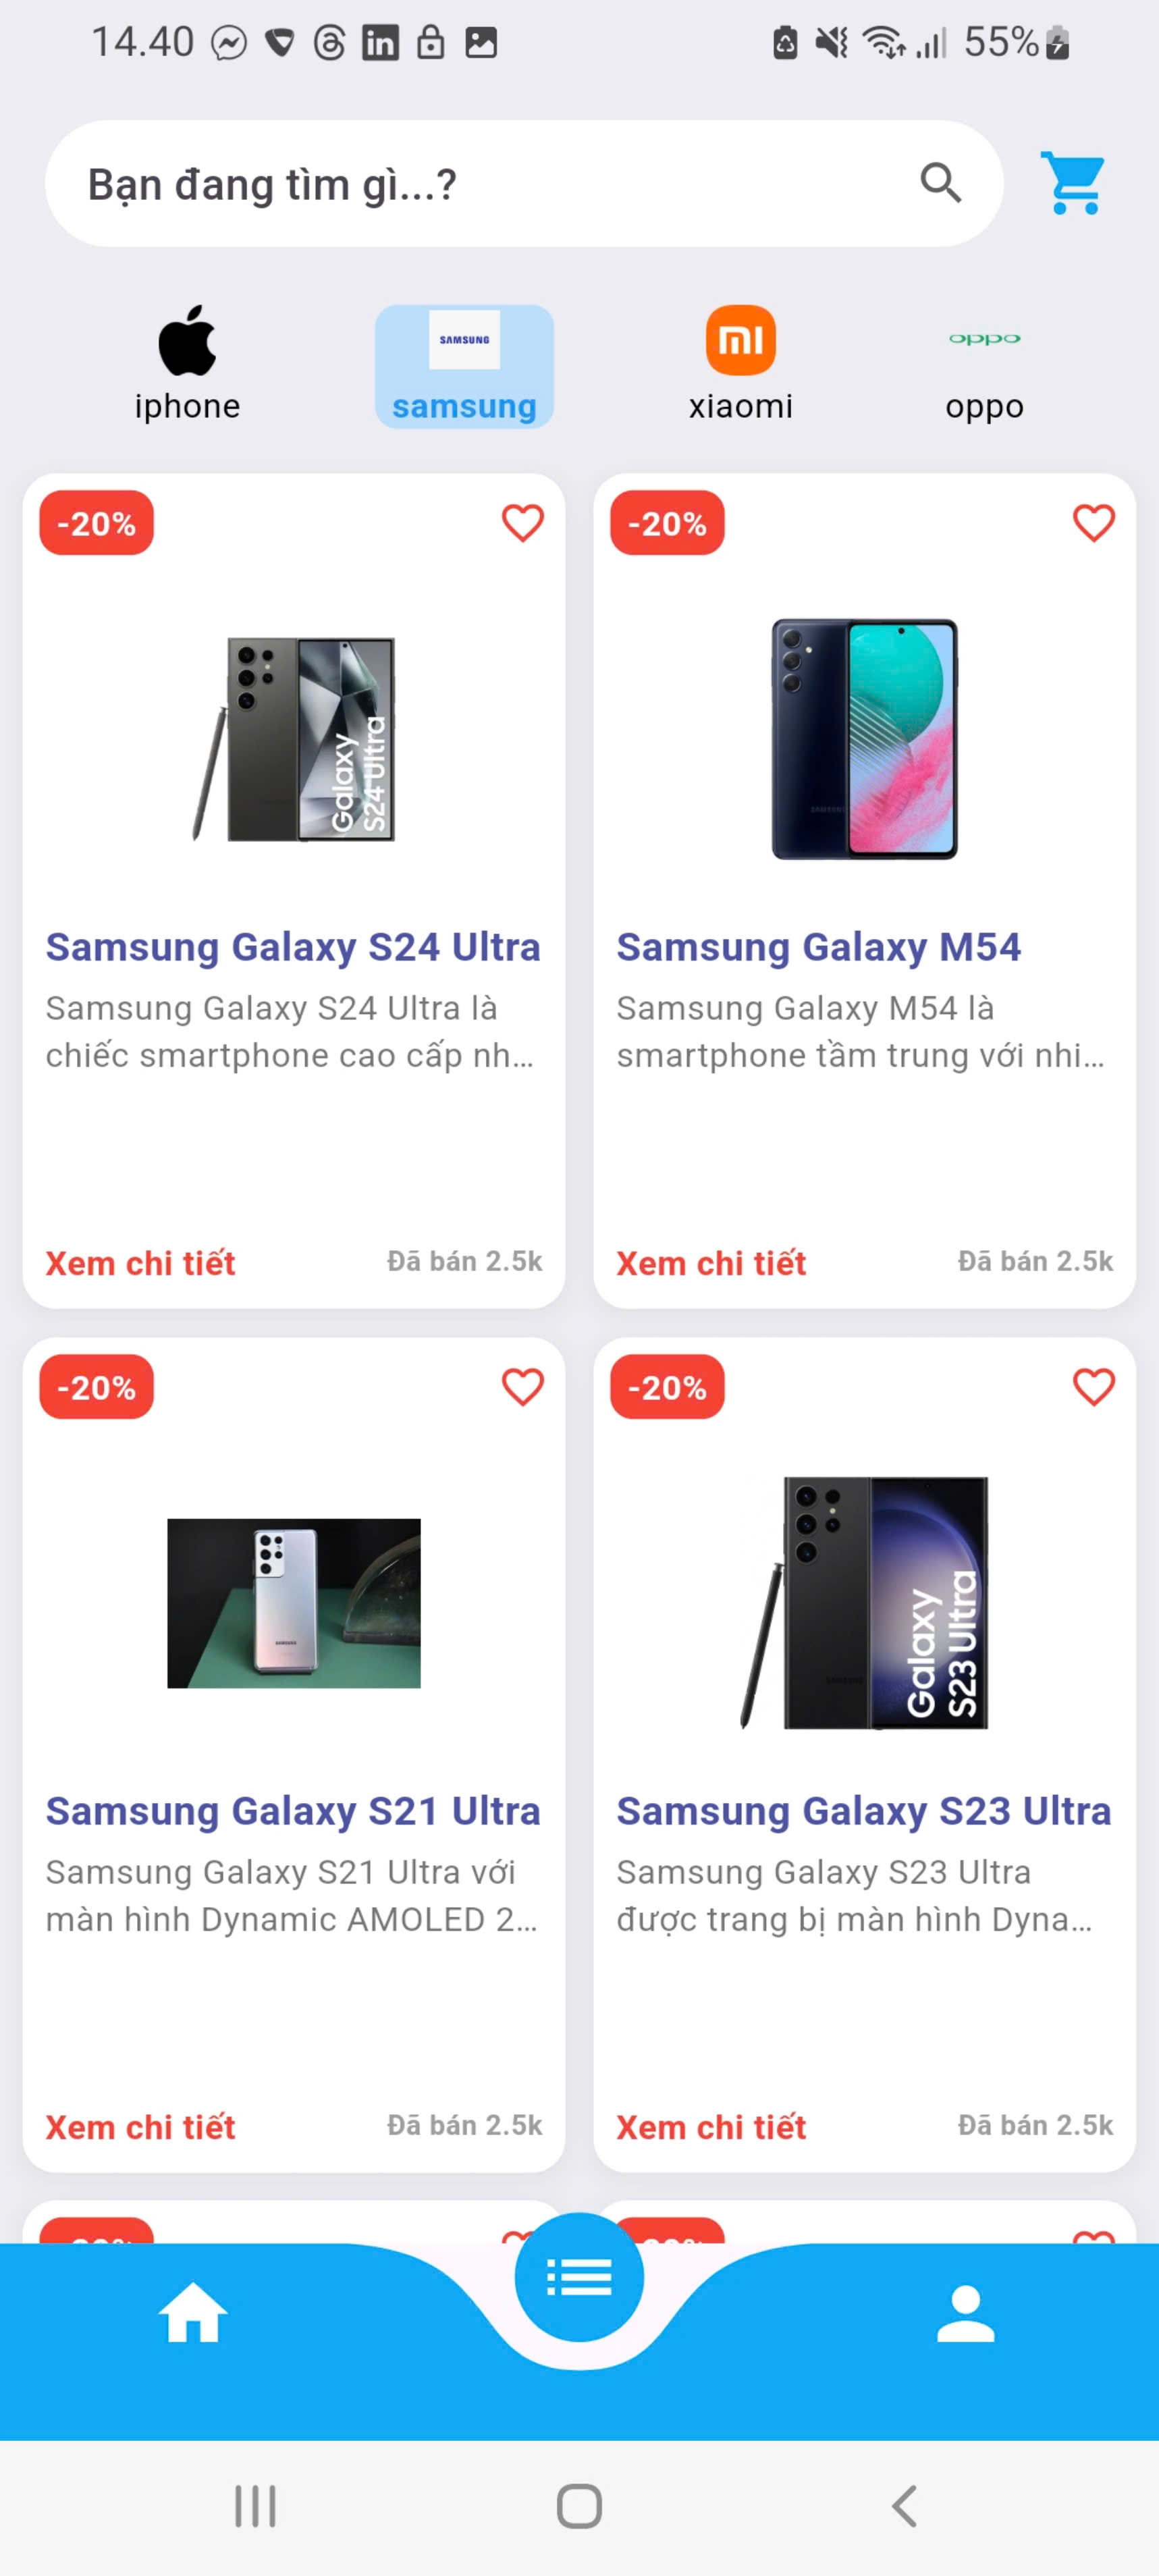 14.40
55%
Bạn đang tìm gì...?
SAMSUNG
mi
oppo
iphone
samsung
xiaomi
oppo
-20%
-20%
Galaxy
S24 Ultra
SAMSUNG
Samsung Galaxy S24 Ultra
Samsung Galaxy S24 Ultra là
chiếc smartphone cao cấp nh...
Xem chi tiết
Đã bán 2.5k
Samsung Galaxy M54
Samsung Galaxy M54 là
smartphone tầm trung với nhi...
Xem chi tiết
Đã bán 2.5k
-20%
-20%
SAMSUNG
Galaxy
S23 Ultra
Samsung Galaxy S21 Ultra
Samsung Galaxy S21 Ultra với
màn hình Dynamic AMOLED 2...
Xem chi tiết
Đã bán 2.5k
Samsung Galaxy S23 Ultra
Samsung Galaxy S23 Ultra
được trang bị màn hình Dyna...
Xem chi tiết
Đã bán 2.5k